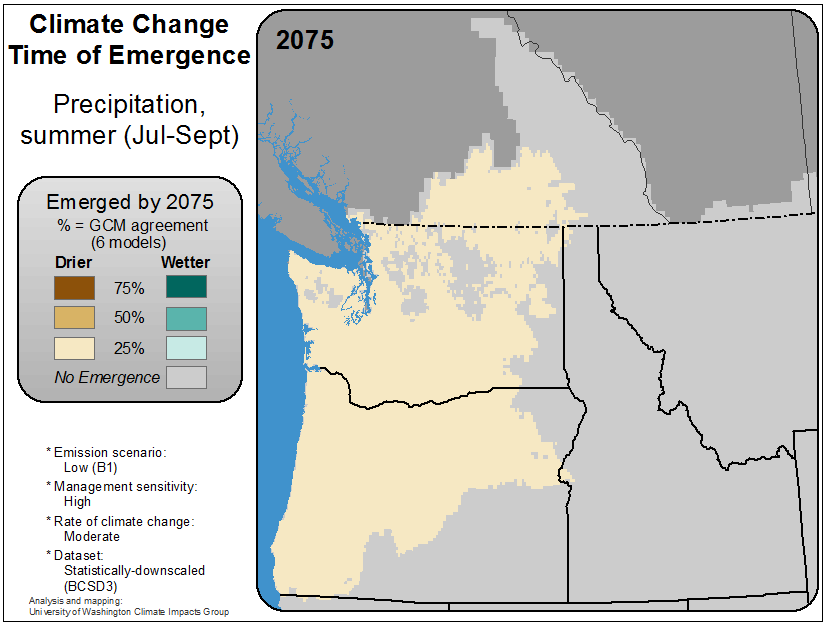 Climate Change
Time of Emergence
Precipitation,
summer (Jul-Sept)
2075
Emerged by 2075
% = GCM agreement
(6 models)
Drier Wetter
75%
50%
25%
No Emergence
* Emission scenario:
Low (B1)
* Management sensitivity:
High
* Rate of climate change:
Moderate
* Dataset:
Statistically-downscaled
(BCSD3)
Analysis and mapping:
University of Washington Climate Impacts Group